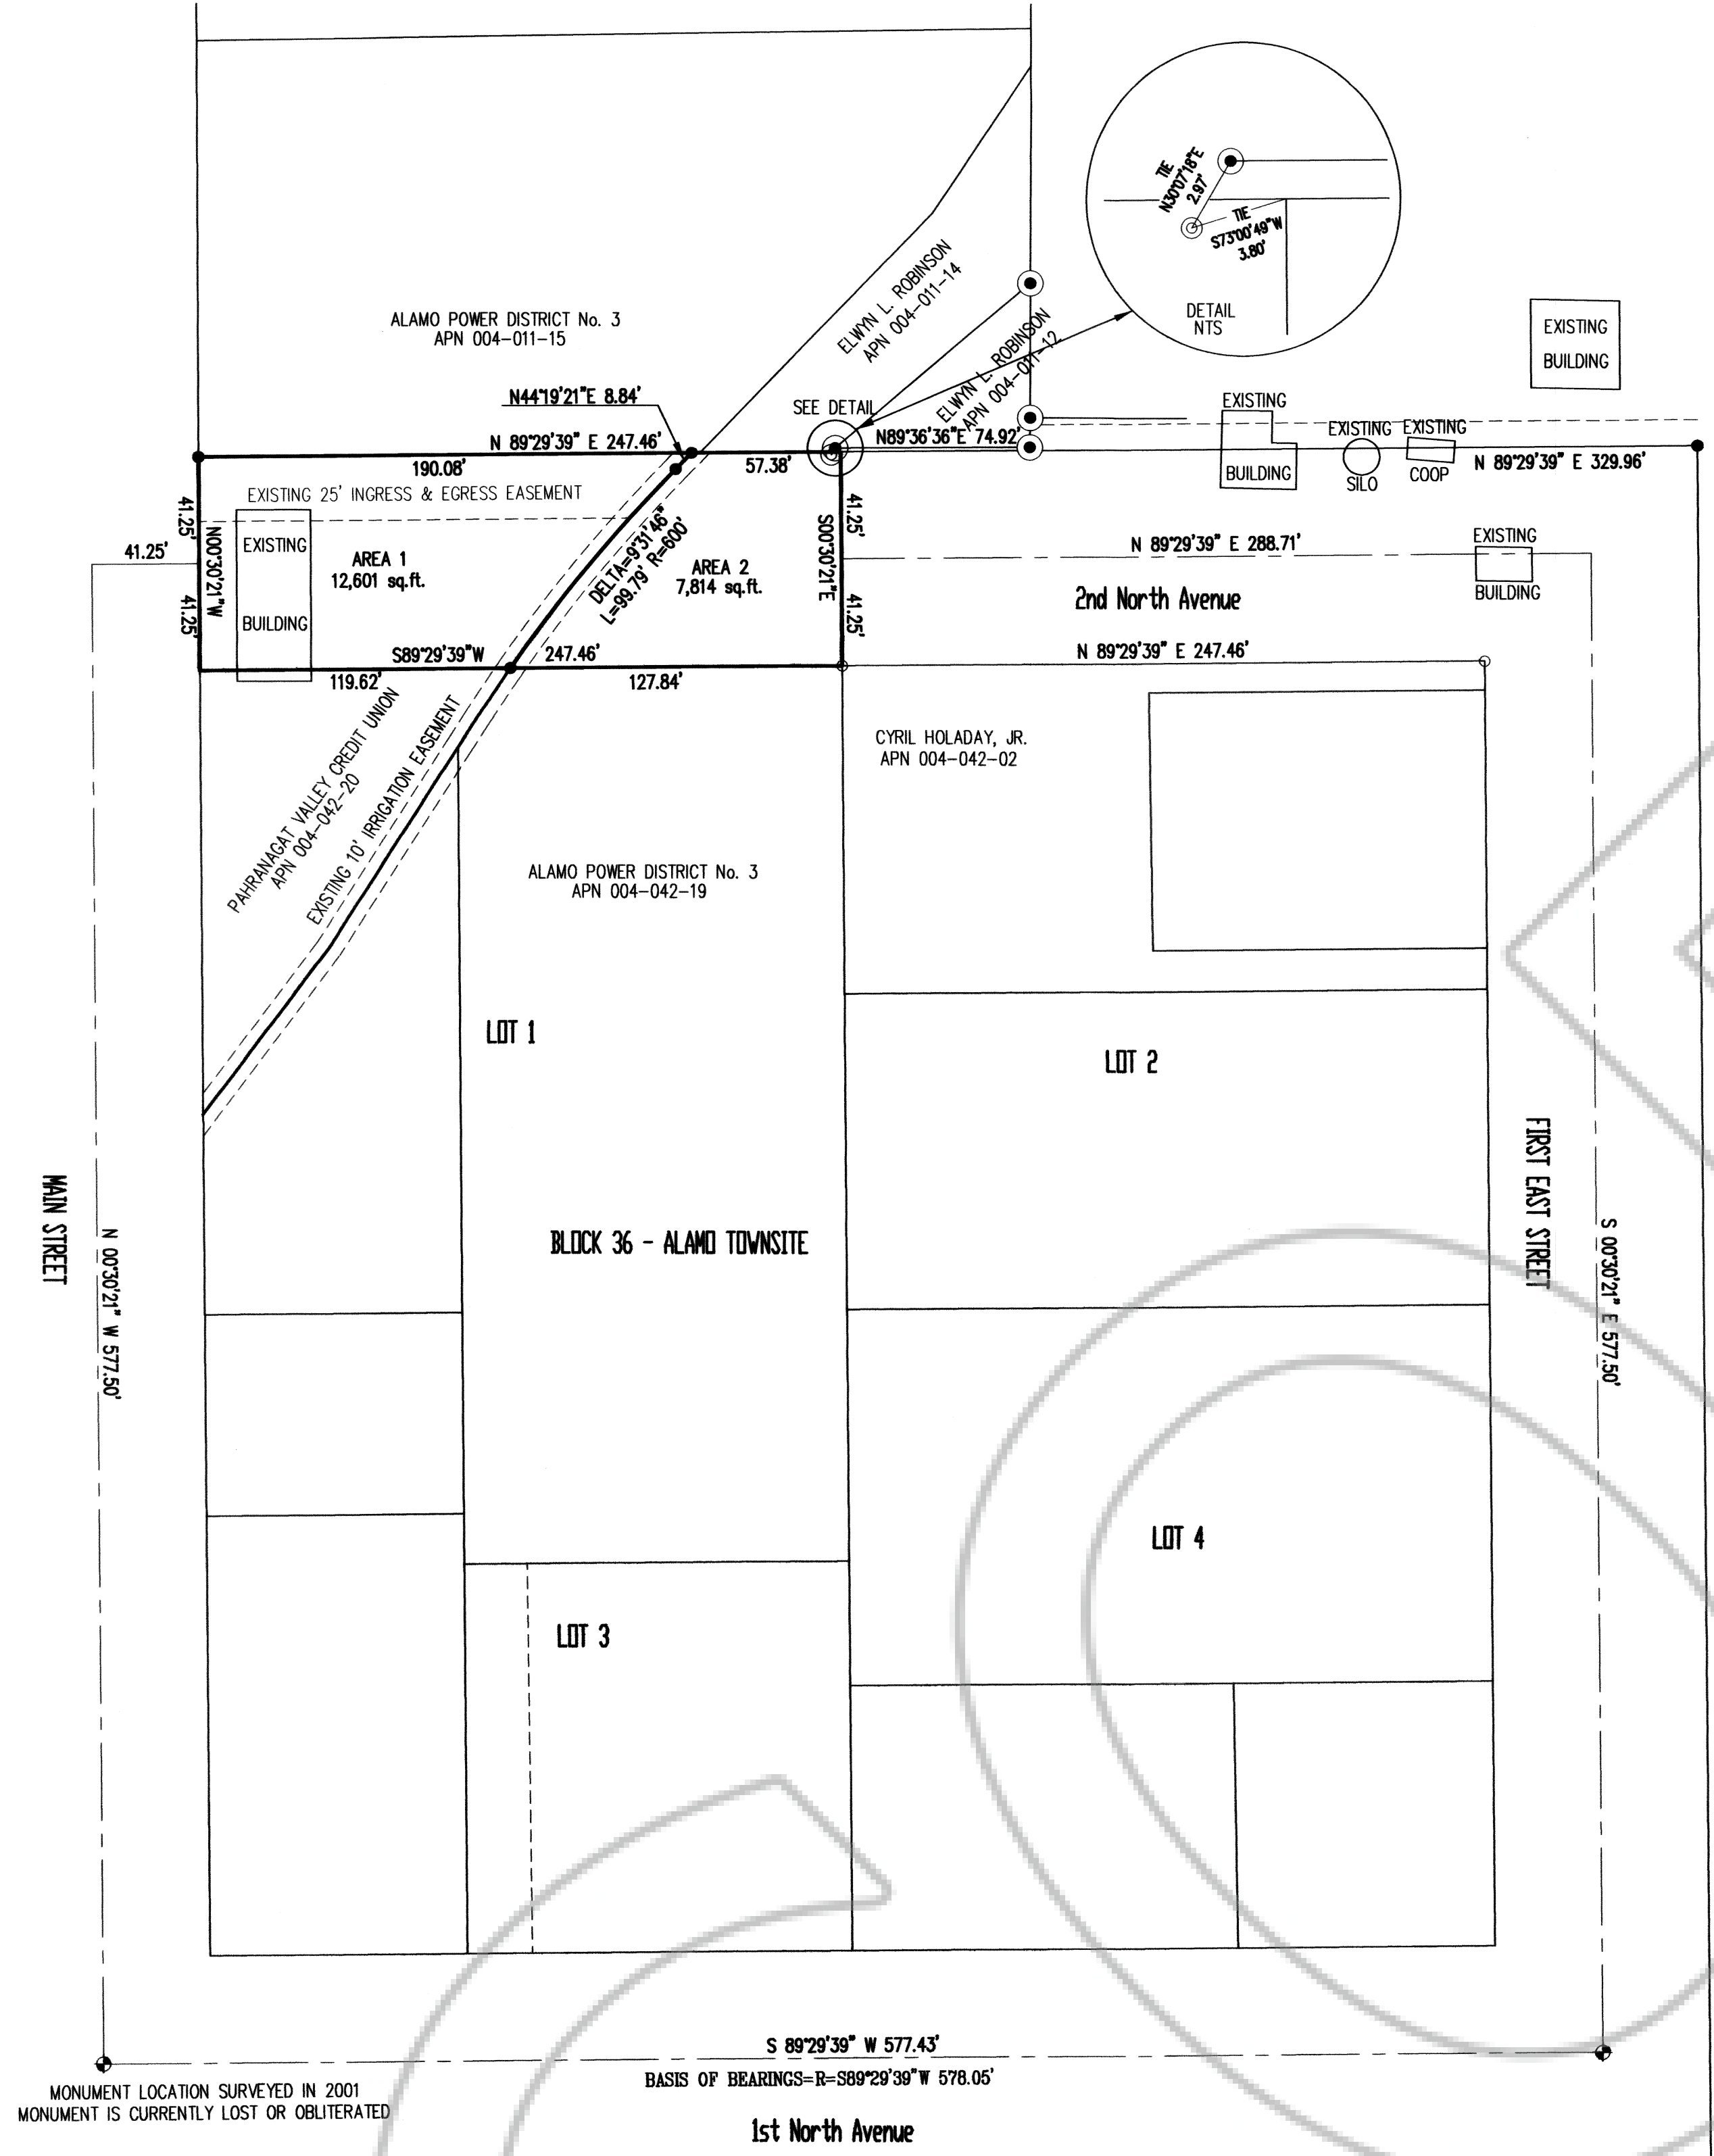 TIE
N30°07'18"E
2.97'
TIE
S73°00'49"W
3.80'
DETAIL
NTS
ELWYN L. ROBINSON
APN 004-011-14
ALAMO POWER DISTRICT No. 3
APN 004-011-15
ELWYN L. ROBINSON
APN 004-011-12
EXISTING
BUILDING
N44°19'21"E 8.84'
SEE DETAIL
EXISTING
BUILDING
EXISTING
SILO
EXISTING
COOP
N 89°29'39" E 247.46'
N89°36'36"E 74.92'
N 89°29'39" E 329.96'
190.08'
57.38'
EXISTING 25' INGRESS & EGRESS EASEMENT
41.25'
N00°30'21"W
41.25'
41.25'
EXISTING
BUILDING
AREA 1
12,601 sq.ft.
DELTA=9°31'46"
L=99.79' R=600'
AREA 2
7,814 sq.ft.
41.25'
S00°30'21"E
41.25'
N 89°29'39" E 288.71'
EXISTING
BUILDING
2nd North Avenue
S89°29'39"W
247.46'
N 89°29'39" E 247.46'
119.62'
127.84'
PAHRANAGAT VALLEY CREDIT UNION
APN 004-042-20
EXISTING 10' IRRIGATION EASEMENT
CYRIL HOLADAY, JR.
APN 004-042-02
ALAMO POWER DISTRICT No. 3
APN 004-042-19
LOT 1
LOT 2
MAIN STREET
N 00°30'21" W 577.50'
BLOCK 36 - ALAMO TOWNSITE
FIRST EAST STREET
S 00°30'21" E 577.50'
LOT 4
LOT 3
S 89°29'39" W 577.43'
BASIS OF BEARINGS=R=S89°29'39"W 578.05'
MONUMENT LOCATION SURVEYED IN 2001
MONUMENT IS CURRENTLY LOST OR OBLITERATED
1st North Avenue